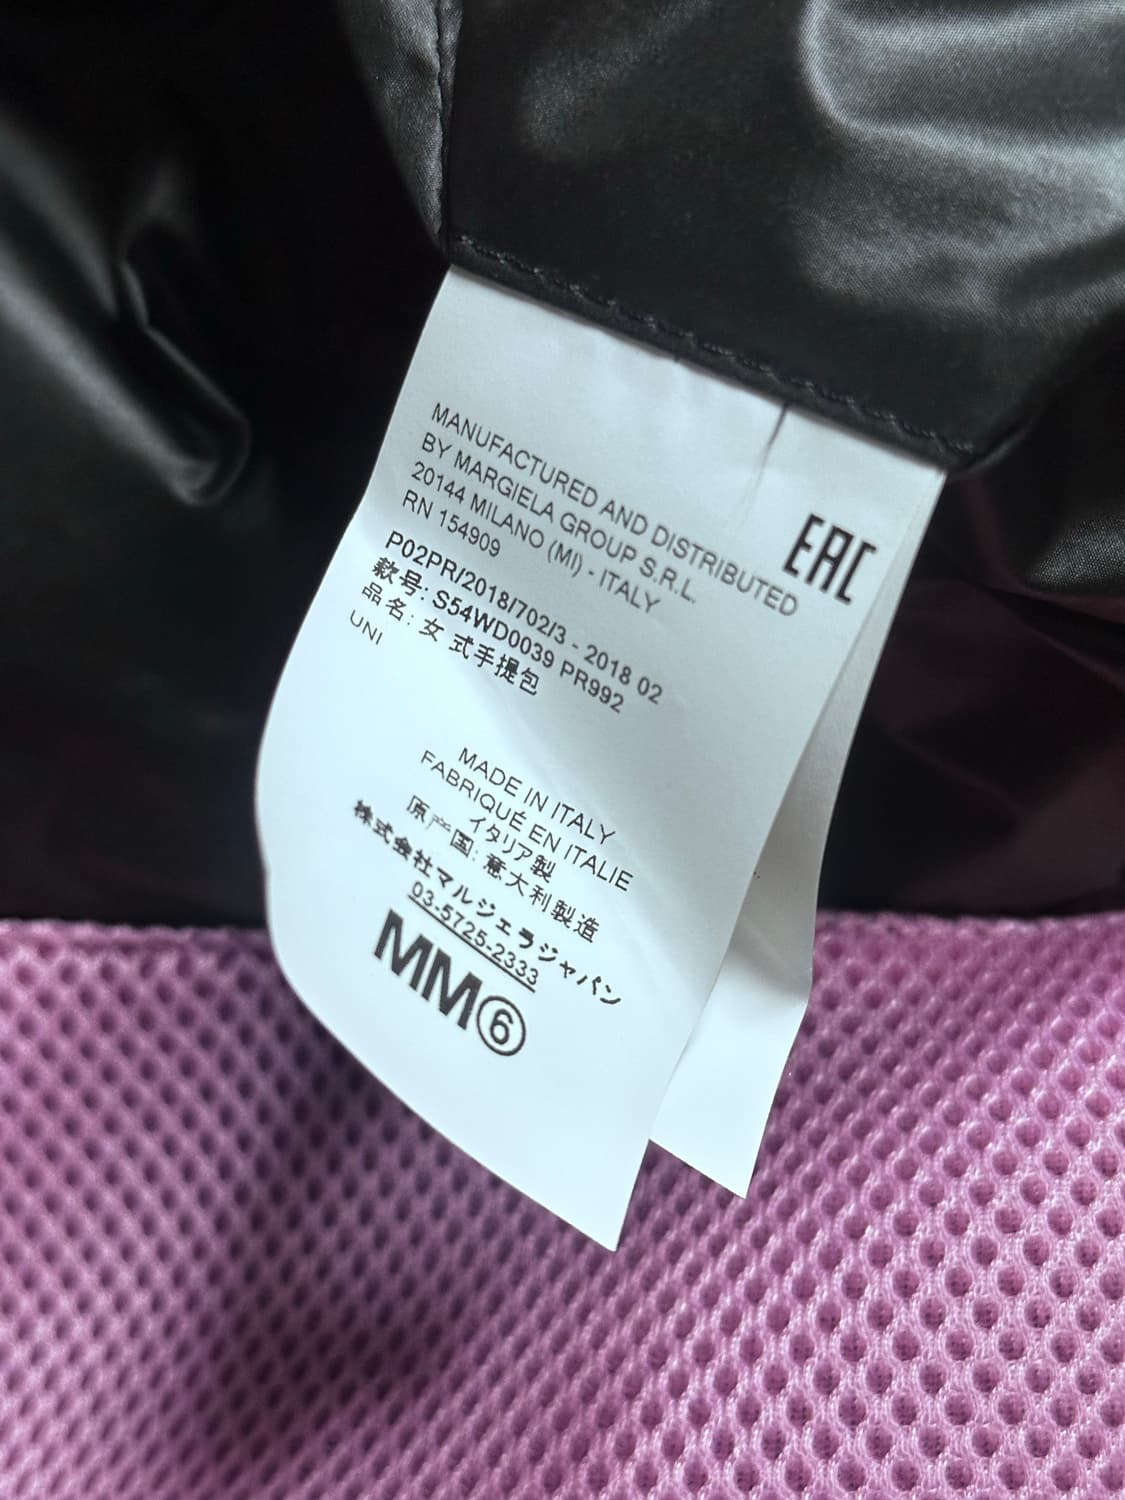 MANUFACTURED AND DISTRIBUTED
BY MARGIELA GROUP S.R.L.
20144 MILANO (MI) - ITALY
RN 154909
EAC
P02PR/2018/702/3 - 2018 02
款号: S54WD0039 PR992
品名: 女 式手提包
UNI
MADE IN ITALY
FABRIQUÉ EN ITALIE
イタリア製
原产国: 意大利製造
株式会社マルジェラジャパン
03-5725-2333
MM⑥